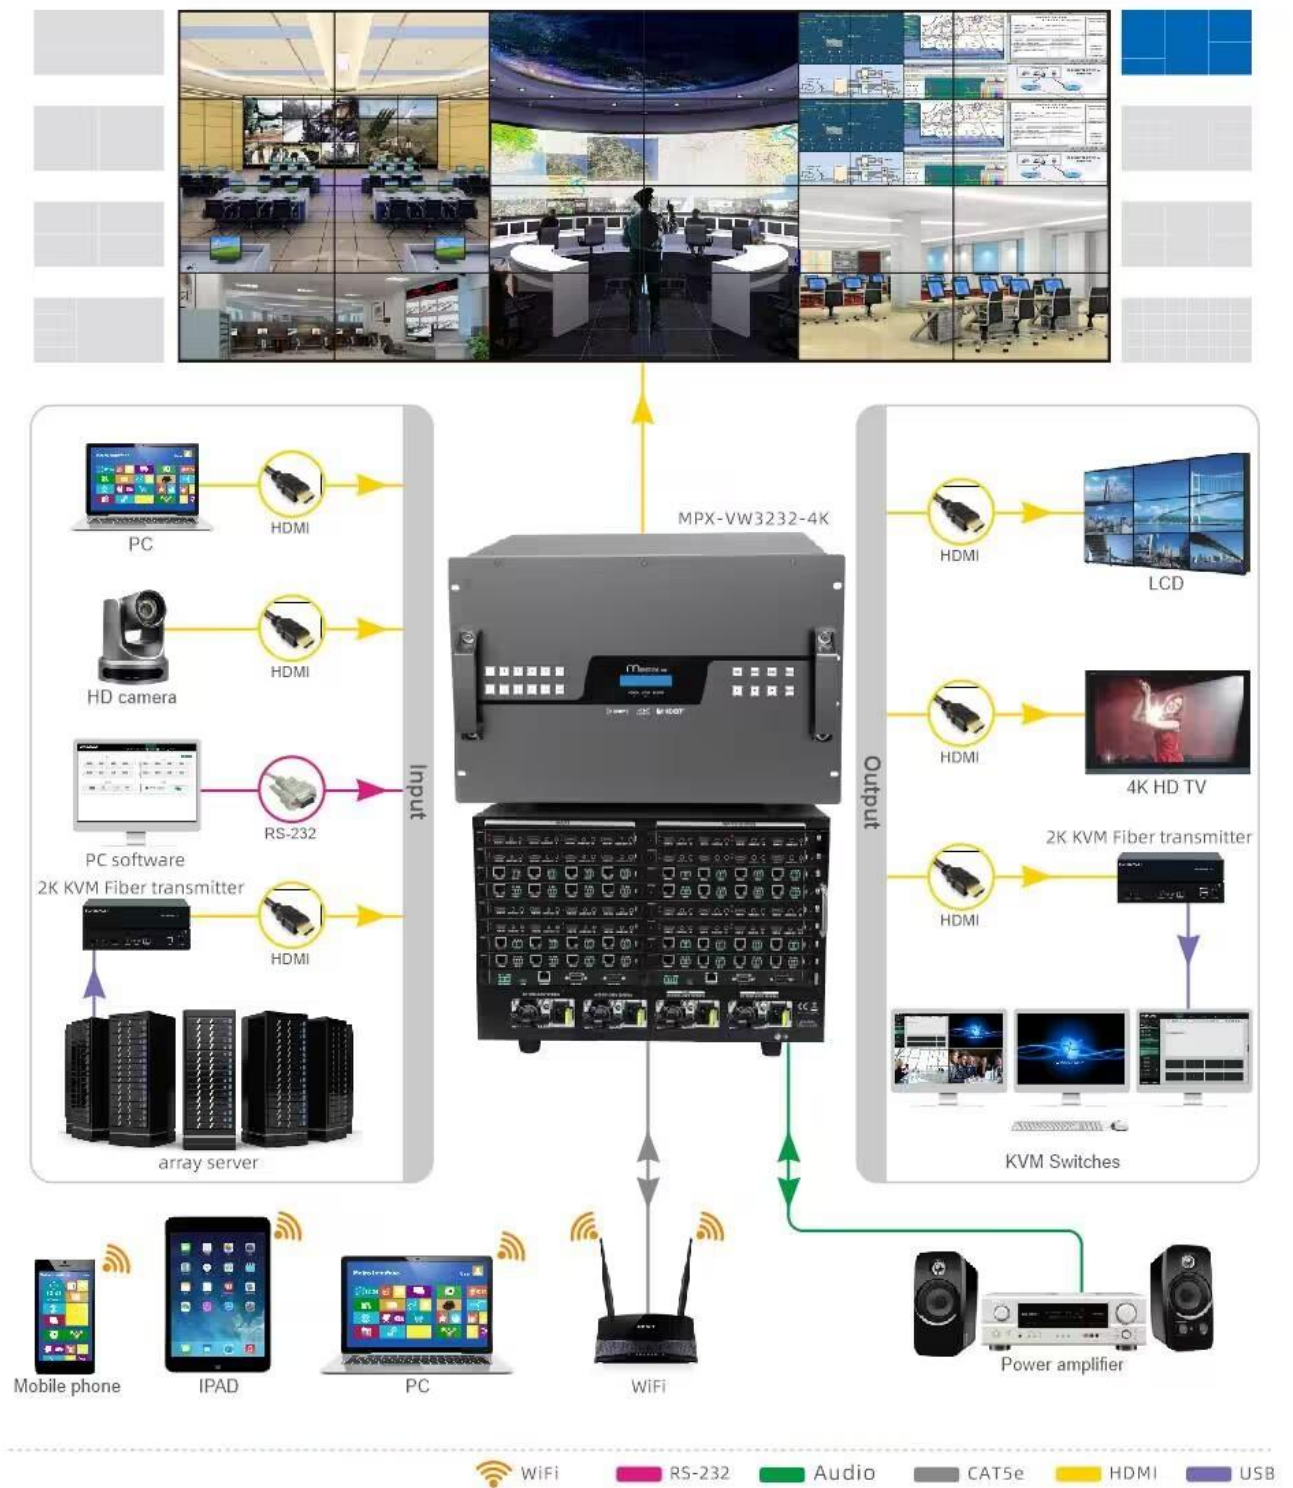 MPX-VW3232-4K
HDMI
PC
HDMI
HD camera
RS-232
PC software
2K KVM Fiber transmitter
HDMI
array server
Input
Output
HDMI
LCD
HDMI
4K HD TV
2K KVM Fiber transmitter
HDMI
KVM Switches
Mobile phone
IPAD
PC
WiFi
Power amplifier
WiFi
RS-232
Audio
CAT5e
HDMI
USB